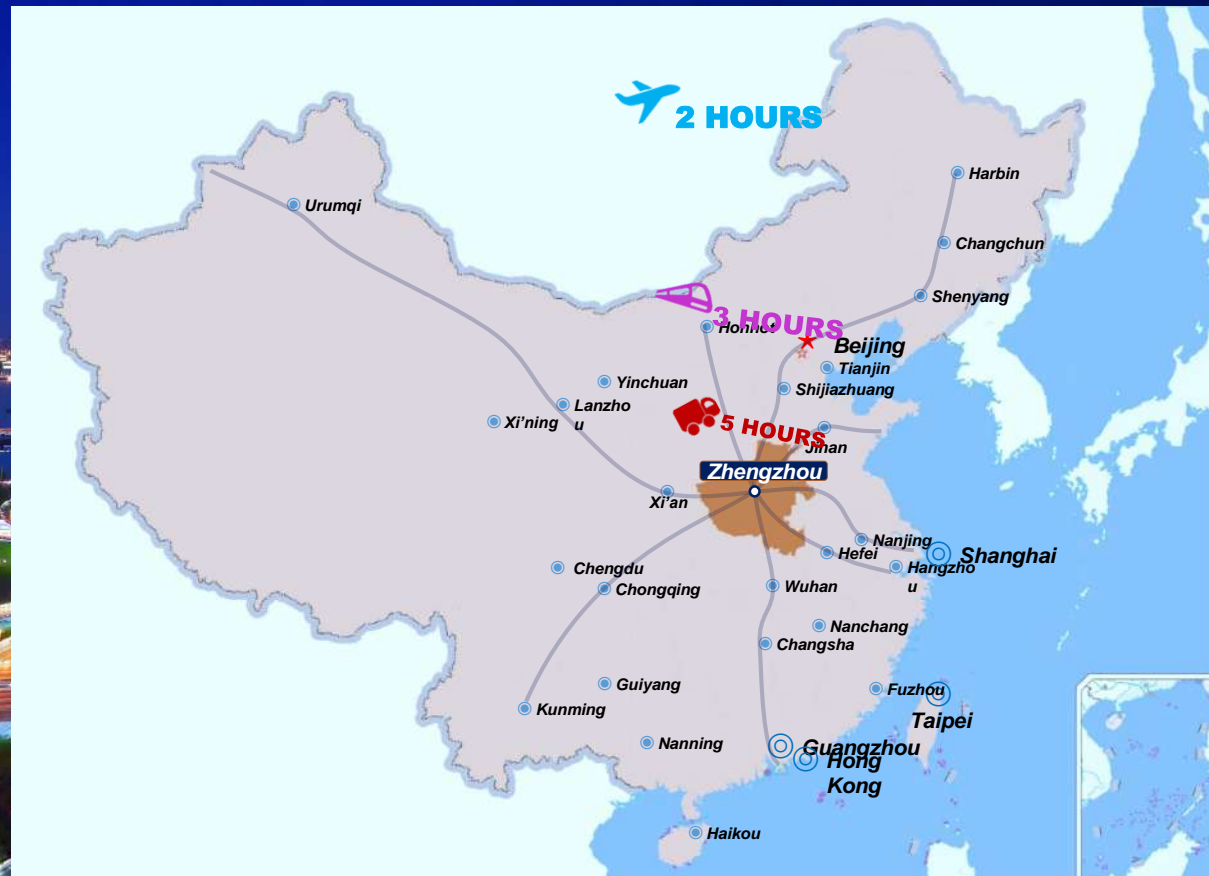 2 HOURS
Harbin
Urumqi
Changchun
Shenyang
3 HOURS
Beijing
Tianjin
Yinchuan
Shijiazhuang
Lanzho
u
Xi’ning
5 HOURS
Jinan
Zhengzhou
Xi’an
Nanjing
Hefei
Shanghai
Hangzho
u
Chengdu
Chongqing
Wuhan
Nanchang
Changsha
Guiyang
Fuzhou
Kunming
Taipei
Nanning
Guangzhou
Hong
Kong
Haikou